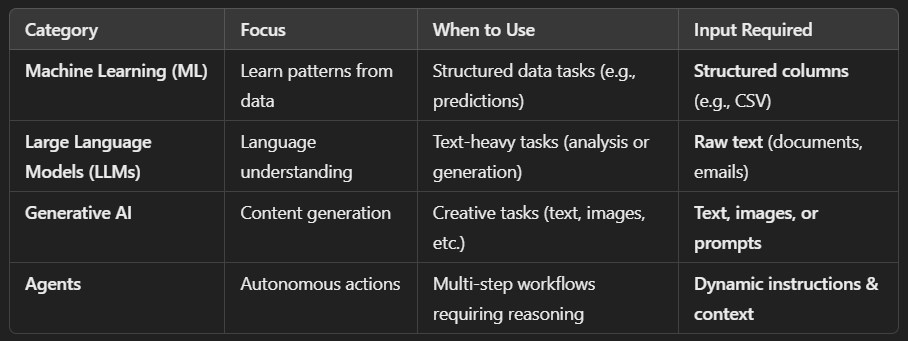 Category Focus When to Use Input Required
Machine Learning (ML) Learn patterns from Structured data tasks (e.g., Structured columns
data predictions) (e.g., CSV)
Large Language Language Text-heavy tasks (analysis or Raw text (documents,
Models (LLMs) understanding generation) emails)
Generative AI Content generation Creative tasks (text, images, Text, images, or
etc.) prompts
Agents Autonomous actions Multi-step workflows Dynamic instructions &
requiring reasoning context